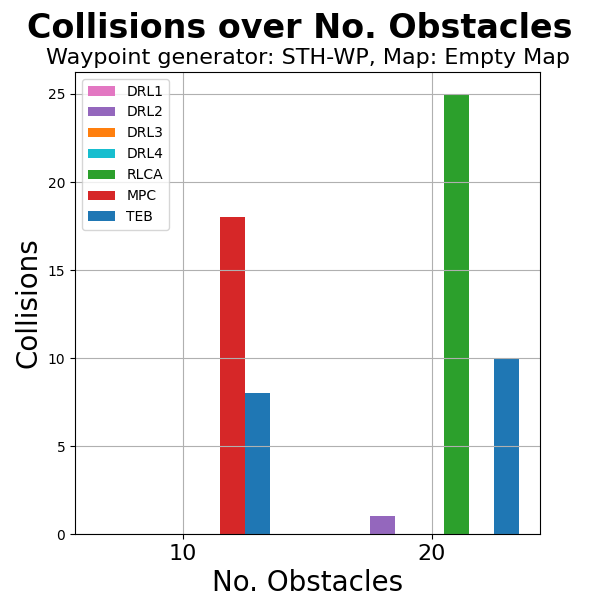 Collisions over No. Obstacles
Waypoint generator: STH-WP, Map: Empty Map
DRL1
DRL2
DRL3
DRL4
RLCA
MPC
TEB
Collisions
25
20
15
10
5
0
10
20
No. Obstacles